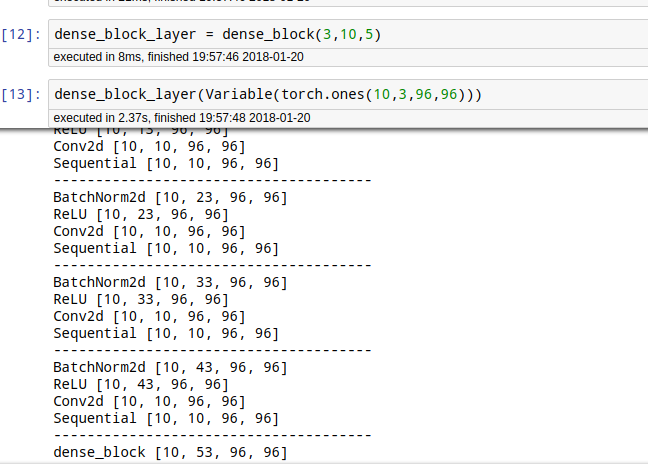 [12]: dense_block_layer = dense_block(3,10,5)
executed in 8ms, finished 19:57:46 2018-01-20
[13]: dense_block_layer(Variable(torch.ones(10,3,96,96)))
executed in 2.37s, finished 19:57:48 2018-01-20
ReLU [10, 13, 96, 96]
Conv2d [10, 10, 96, 96]
Sequential [10, 10, 96, 96]
--------------------------------------
BatchNorm2d [10, 23, 96, 96]
ReLU [10, 23, 96, 96]
Conv2d [10, 10, 96, 96]
Sequential [10, 10, 96, 96]
--------------------------------------
BatchNorm2d [10, 33, 96, 96]
ReLU [10, 33, 96, 96]
Conv2d [10, 10, 96, 96]
Sequential [10, 10, 96, 96]
--------------------------------------
BatchNorm2d [10, 43, 96, 96]
ReLU [10, 43, 96, 96]
Conv2d [10, 10, 96, 96]
Sequential [10, 10, 96, 96]
--------------------------------------
dense_block [10, 53, 96, 96]